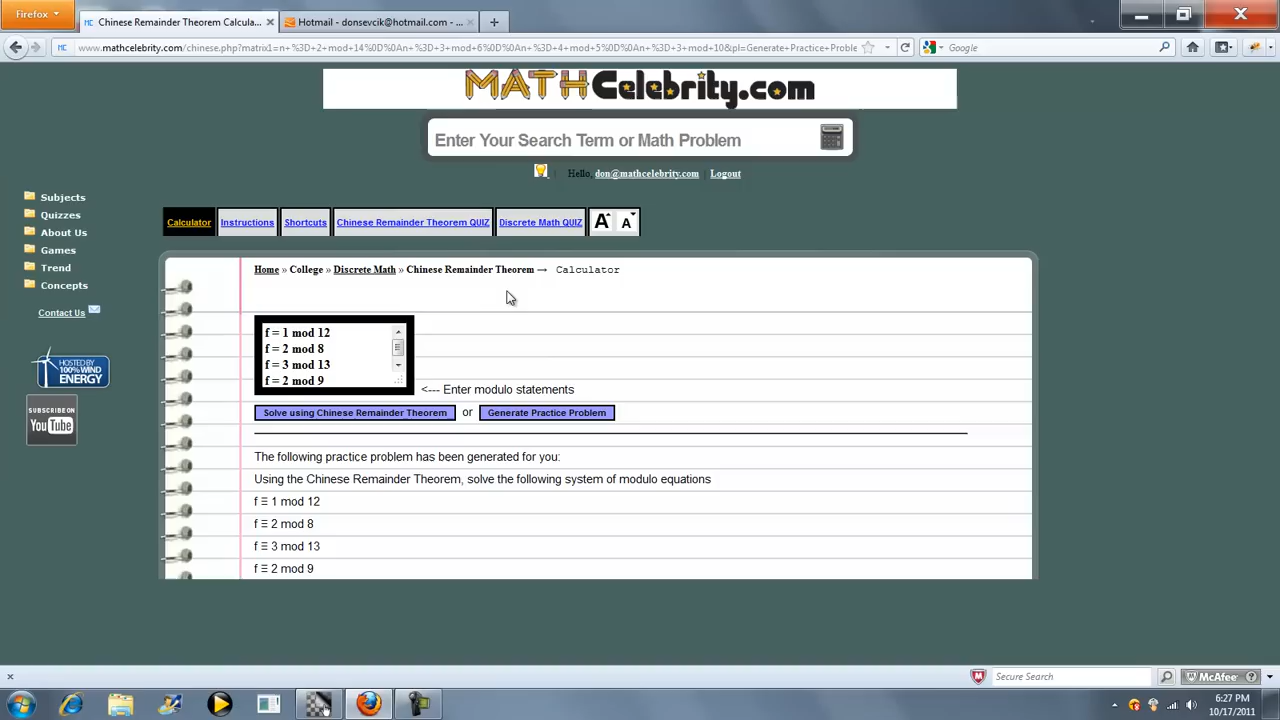 Firefox
Chinese Remainder Theorem Calcula...
Hotmail - donsevcik@hotmail.com - ...
www.mathcelebrity.com/chinese.php?matrix1=n+%3D+2+mod+14%0D%0An+%3D+3+mod+6%0D%0An+%3D+4+mod+5%0D%0An+%3D+3+mod+10&pl=Generate+Practice+Proble
Google
MATHCelebrity.com
Enter Your Search Term or Math Problem
| Hello, don@mathcelebrity.com | Logout
Subjects
Quizzes
About Us
Games
Trend
Concepts
Contact Us
HOSTED BY
100% WIND
ENERGY
SUBSCRIBE ON
YouTube
Calculator Instructions Shortcuts Chinese Remainder Theorem QUIZ Discrete Math QUIZ A A
Home » College » Discrete Math » Chinese Remainder Theorem → Calculator
f = 1 mod 12
f = 2 mod 8
f = 3 mod 13
f = 2 mod 9
<--- Enter modulo statements
Solve using Chinese Remainder Theorem or Generate Practice Problem
The following practice problem has been generated for you:
Using the Chinese Remainder Theorem, solve the following system of modulo equations
f ≡ 1 mod 12
f ≡ 2 mod 8
f ≡ 3 mod 13
f ≡ 2 mod 9
Secure Search
McAfee
6:27 PM
10/17/2011